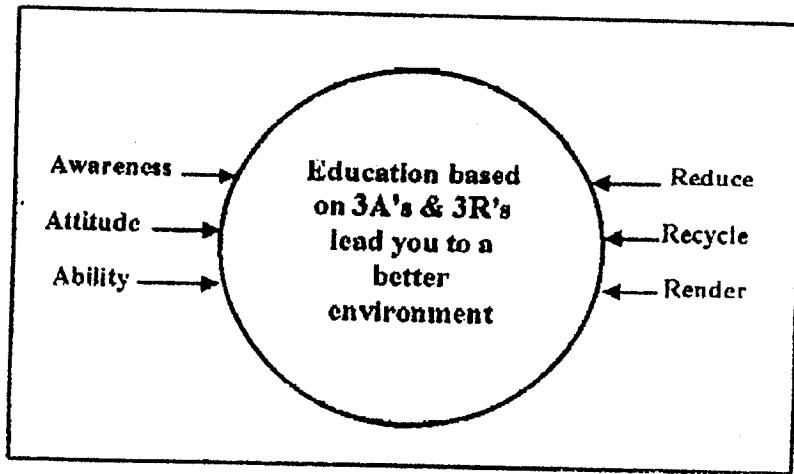 Awareness
Attitude
Ability
Education based
on 3A's & 3R's
lead you to a
better
environment
Reduce
Recycle
Render